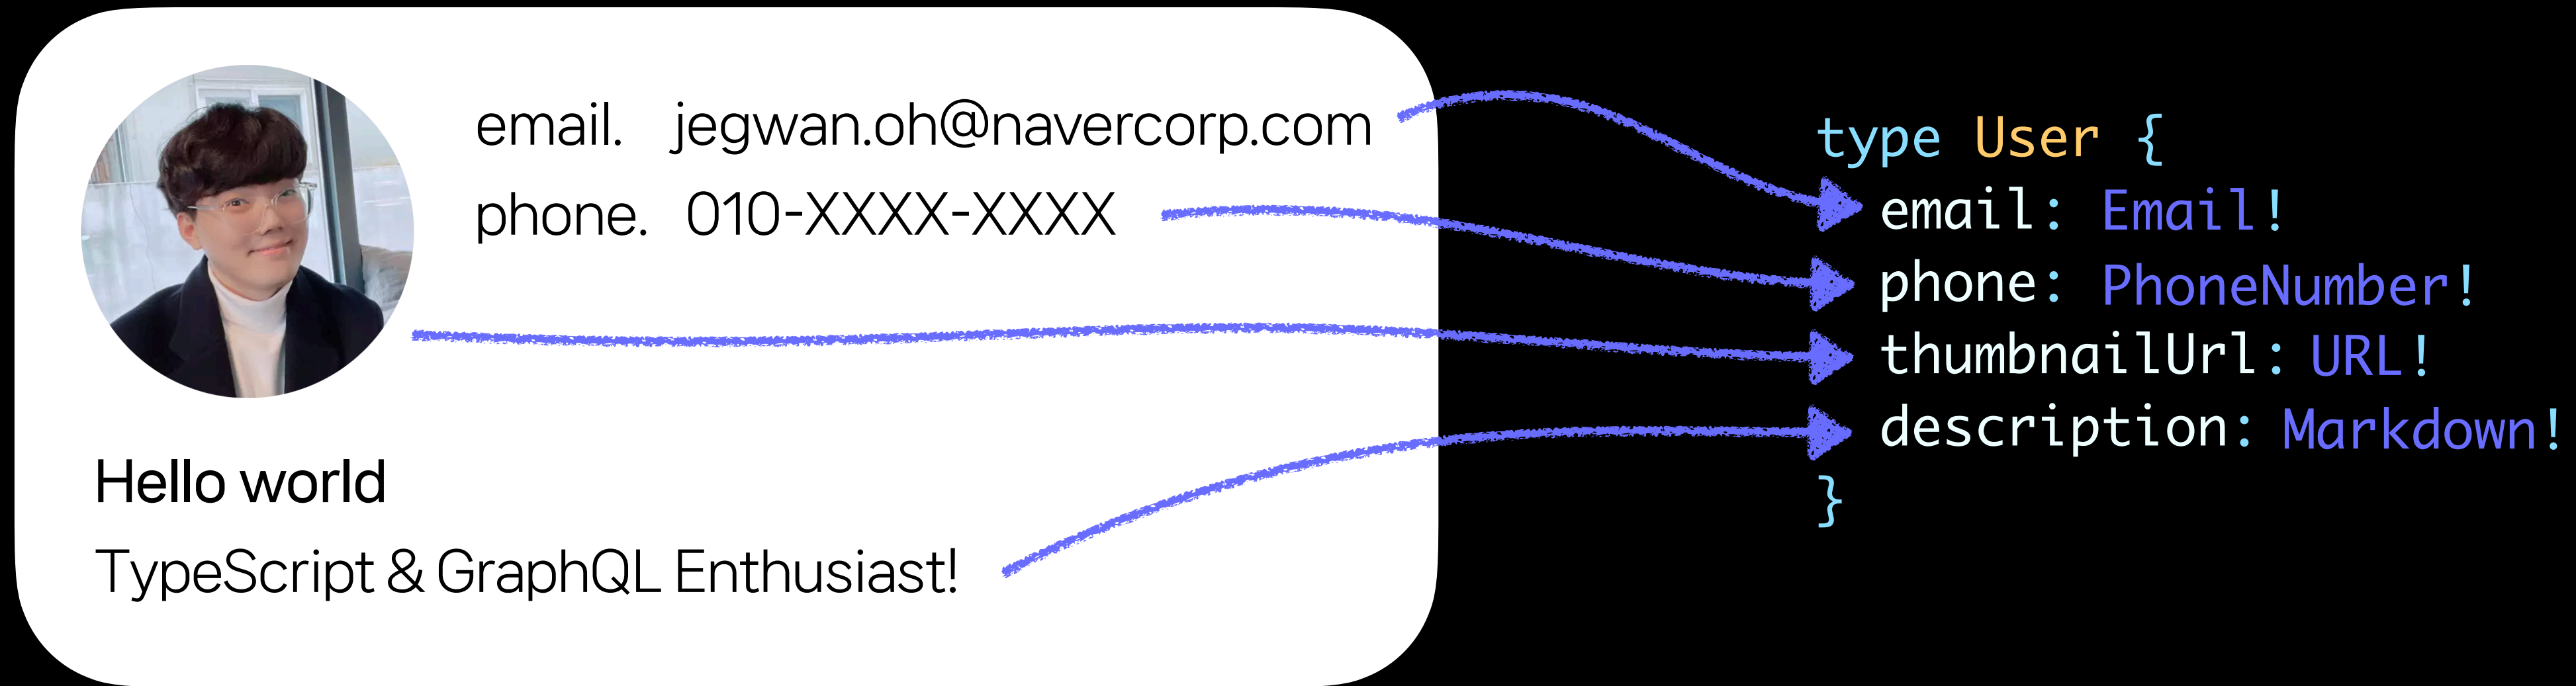 email. jegwan.oh@navercorp.com
phone. 010-XXXX-XXXX
Hello world
TypeScript & GraphQL Enthusiast!
type User {
email: Email!
phone: PhoneNumber!
thumbnailUrl: URL!
description: Markdown!
}